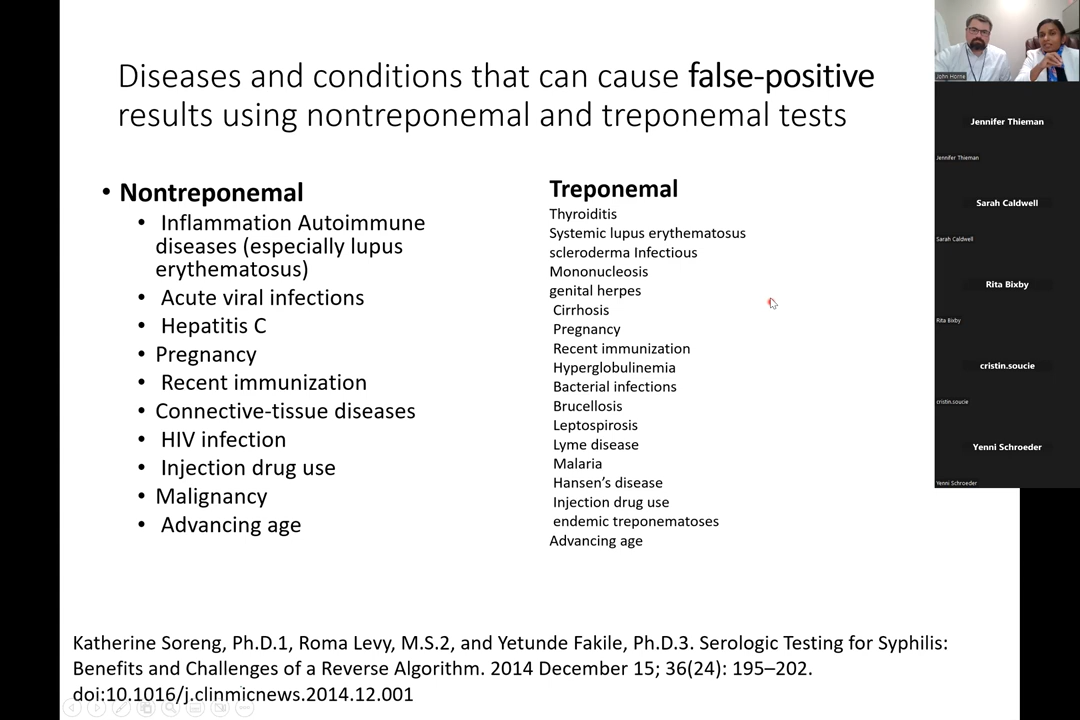 Diseases and conditions that can cause false-positive
results using nontreponemal and treponemal tests
• Nontreponemal
• Inflammation Autoimmune
diseases (especially lupus
erythematosus)
• Acute viral infections
• Hepatitis C
• Pregnancy
• Recent immunization
• Connective-tissue diseases
• HIV infection
• Injection drug use
• Malignancy
• Advancing age
Treponemal
Thyroiditis
Systemic lupus erythematosus
scleroderma Infectious
Mononucleosis
genital herpes
Cirrhosis
Pregnancy
Recent immunization
Hyperglobulinemia
Bacterial infections
Brucellosis
Leptospirosis
Lyme disease
Malaria
Hansen’s disease
Injection drug use
endemic treponematoses
Advancing age
Katherine Soreng, Ph.D.1, Roma Levy, M.S.2, and Yetunde Fakile, Ph.D.3. Serologic Testing for Syphilis:
Benefits and Challenges of a Reverse Algorithm. 2014 December 15; 36(24): 195–202.
doi:10.1016/j.clinmicnews.2014.12.001
John Horne
Jennifer Thieman
Jennifer Thieman
Sarah Caldwell
Sarah Caldwell
Rita Bixby
Rita Bixby
cristin.soucie
cristin.soucie
Yenni Schroeder
Yenni Schroeder